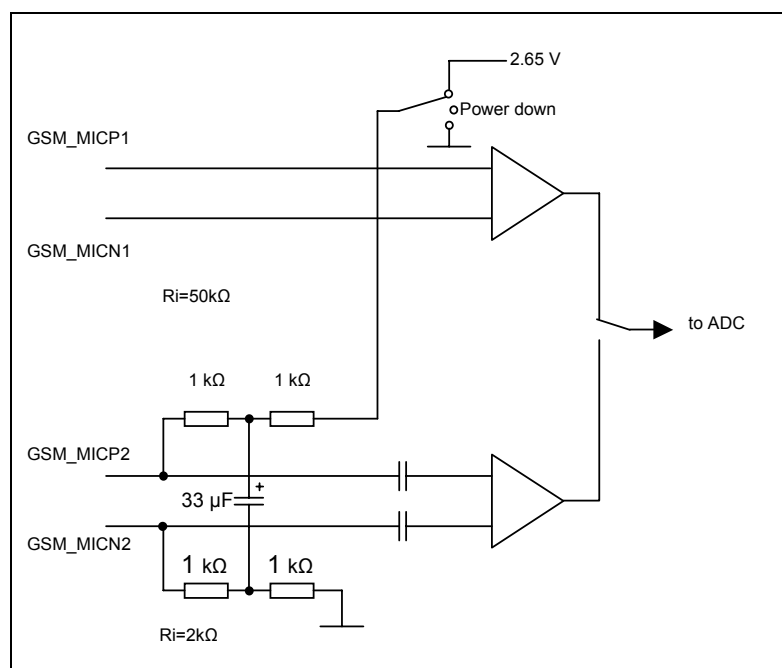 2.65 V
Power down
GSM_MICP1
GSM_MICN1
Ri=50kΩ
to ADC
1 kΩ 1 kΩ
GSM_MICP2
+
33 µF
GSM_MICN2
1 kΩ 1 kΩ
Ri=2kΩ